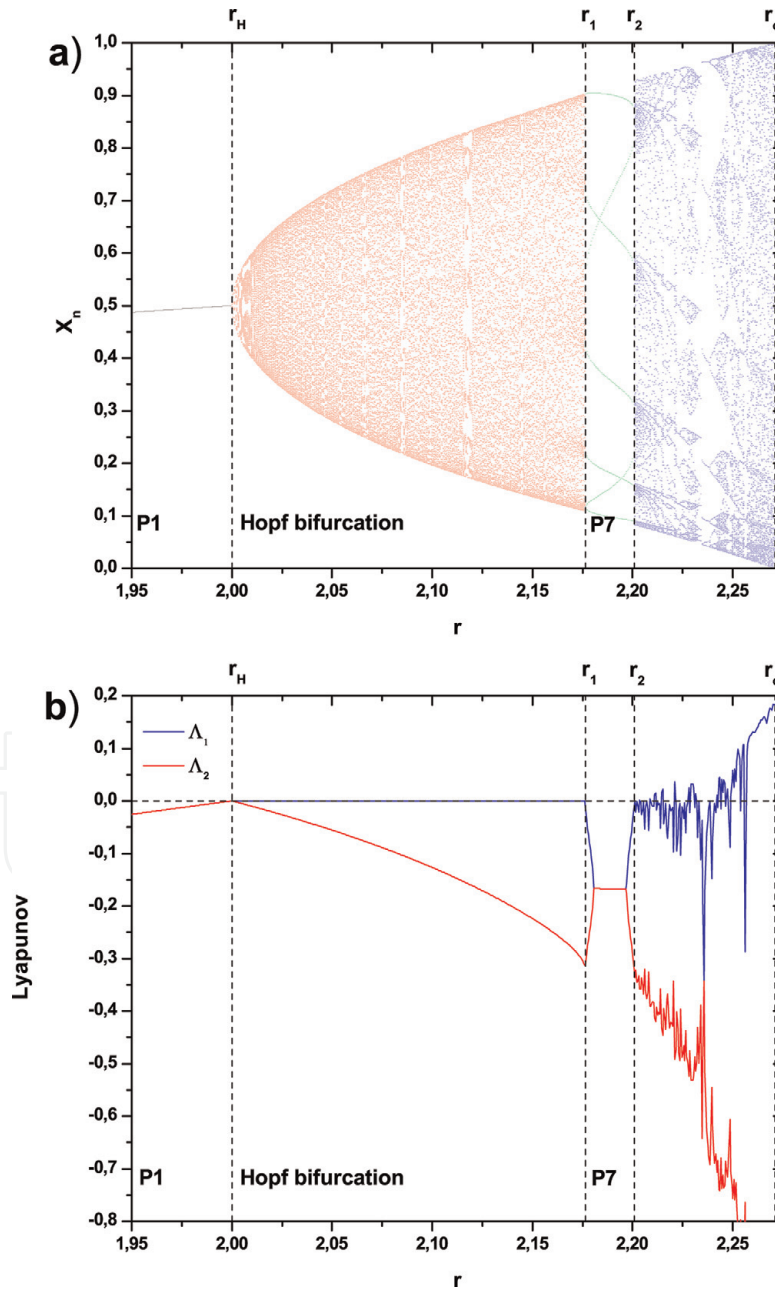 r_H r_1 r_2
a)
1,0
0,9
0,8
0,7
0,6
0,5
0,4
0,3
0,2
0,1
0,0
X_n
P1 Hopf bifurcation P7
1,95 2,00 2,05 2,10 2,15 2,20 2,25
r
r_H r_1 r_2
b)
Λ_1
Λ_2
0,2
0,1
0,0
-0,1
-0,2
-0,3
-0,4
-0,5
-0,6
-0,7
-0,8
Lyapunov
P1 Hopf bifurcation P7
1,95 2,00 2,05 2,10 2,15 2,20 2,25
r